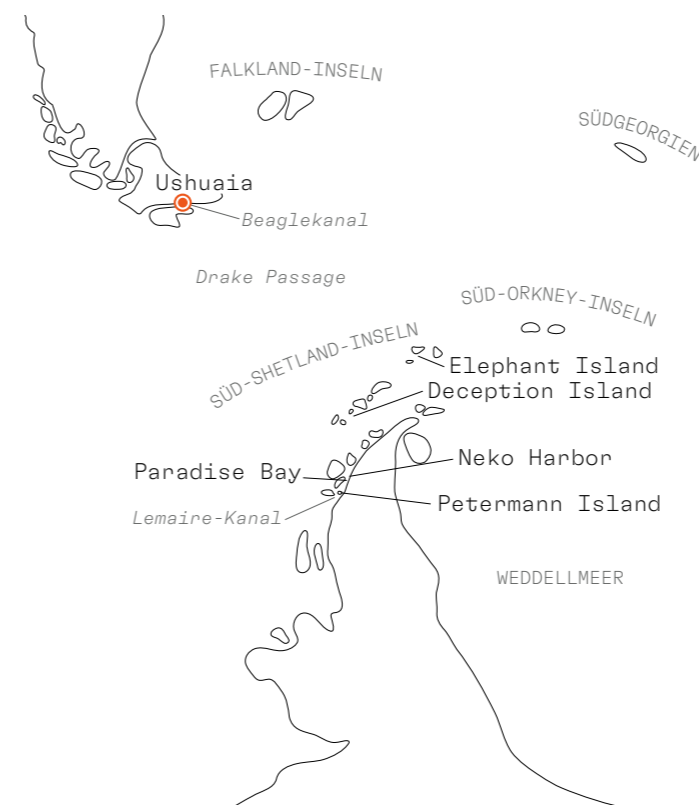 FALKLAND-INSELN
SÜDGEORGIEN
Ushuaia
Beaglekanal
Drake Passage
SÜD-ORKNEY-INSELN
SÜD-SHETLAND-INSELN
Elephant Island
Deception Island
Neko Harbor
Paradise Bay
Petermann Island
Lemaire-Kanal
WEDDELLMEER